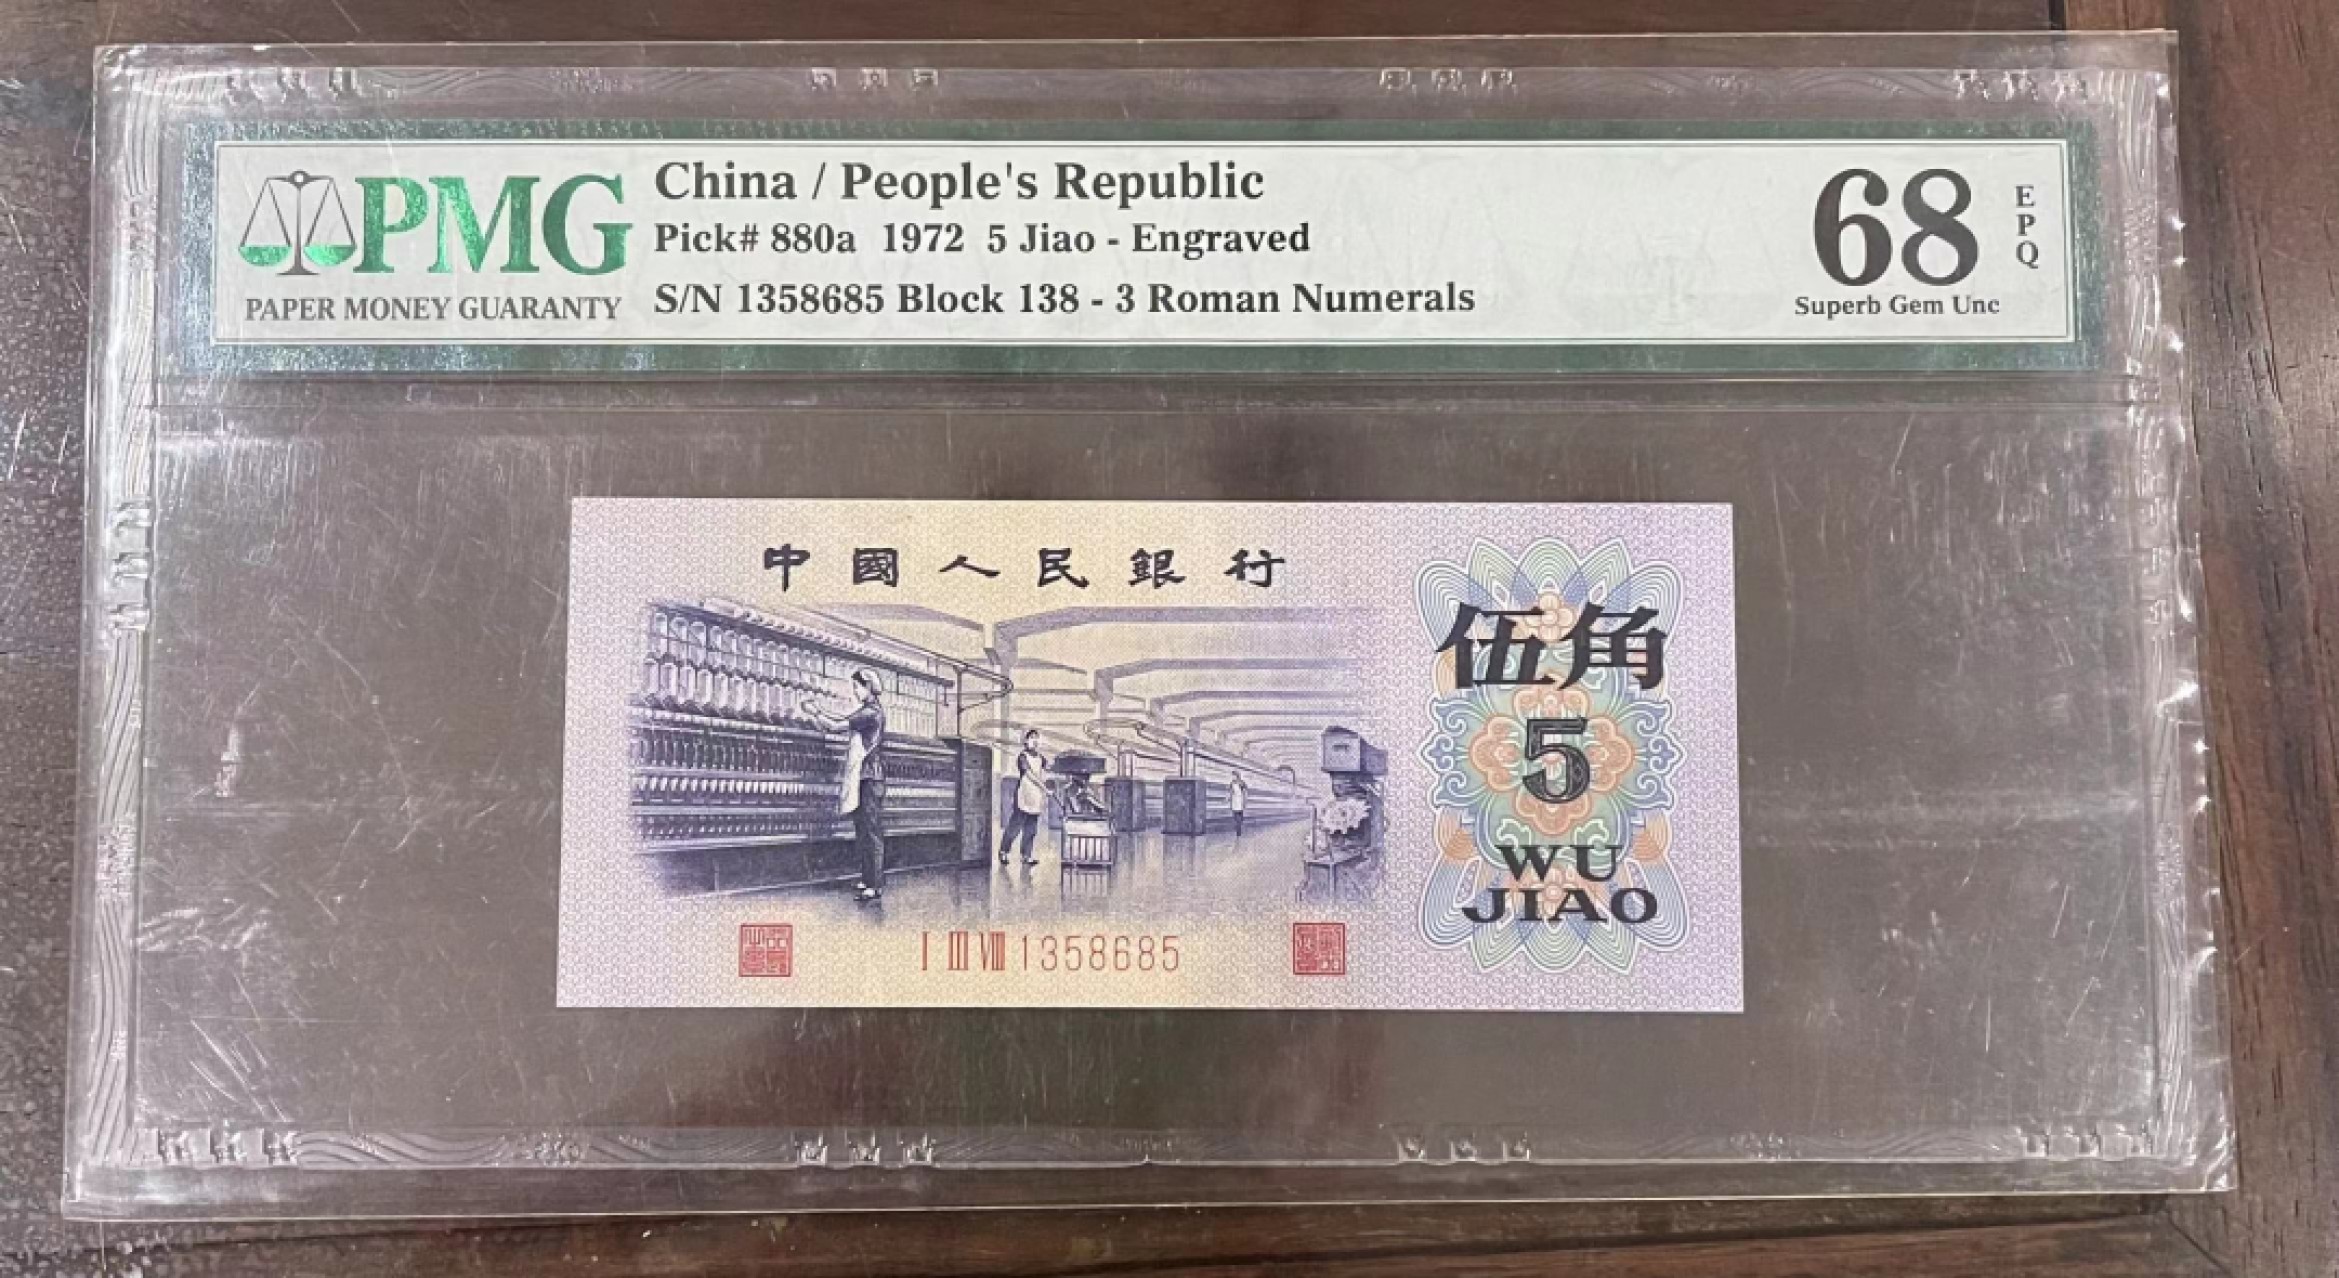 PMG
PAPER MONEY GUARANTY
China / People's Republic
Pick# 880a 1972 5 Jiao - Engraved
S/N 1358685 Block 138 - 3 Roman Numerals
68
EPQ
Superb Gem Unc
中國人民銀行
伍角
5
WU
JIAO
I III VIII 1358685